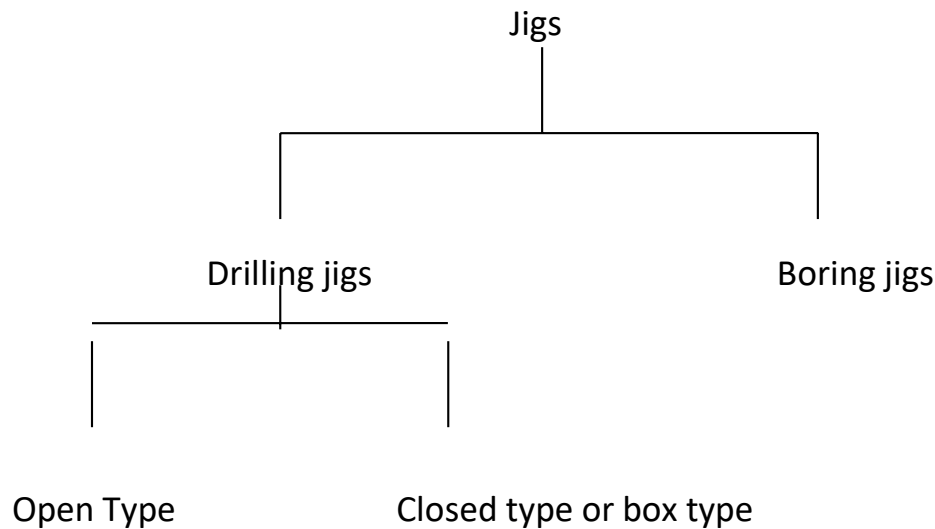 Jigs
Drilling jigs
Boring jigs
Open Type
Closed type or box type